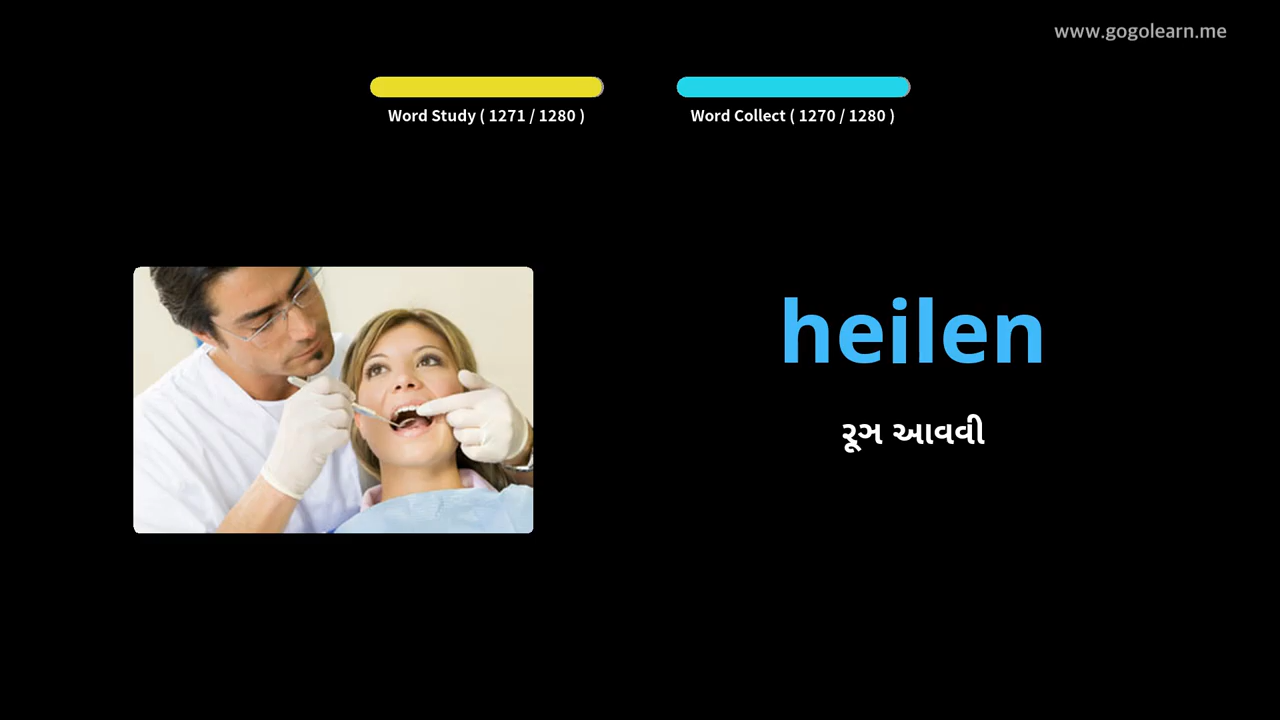 www.gogolearn.me
Word Study ( 1271 / 1280 )
Word Collect ( 1270 / 1280 )
heilen
રૂઝ આવવી